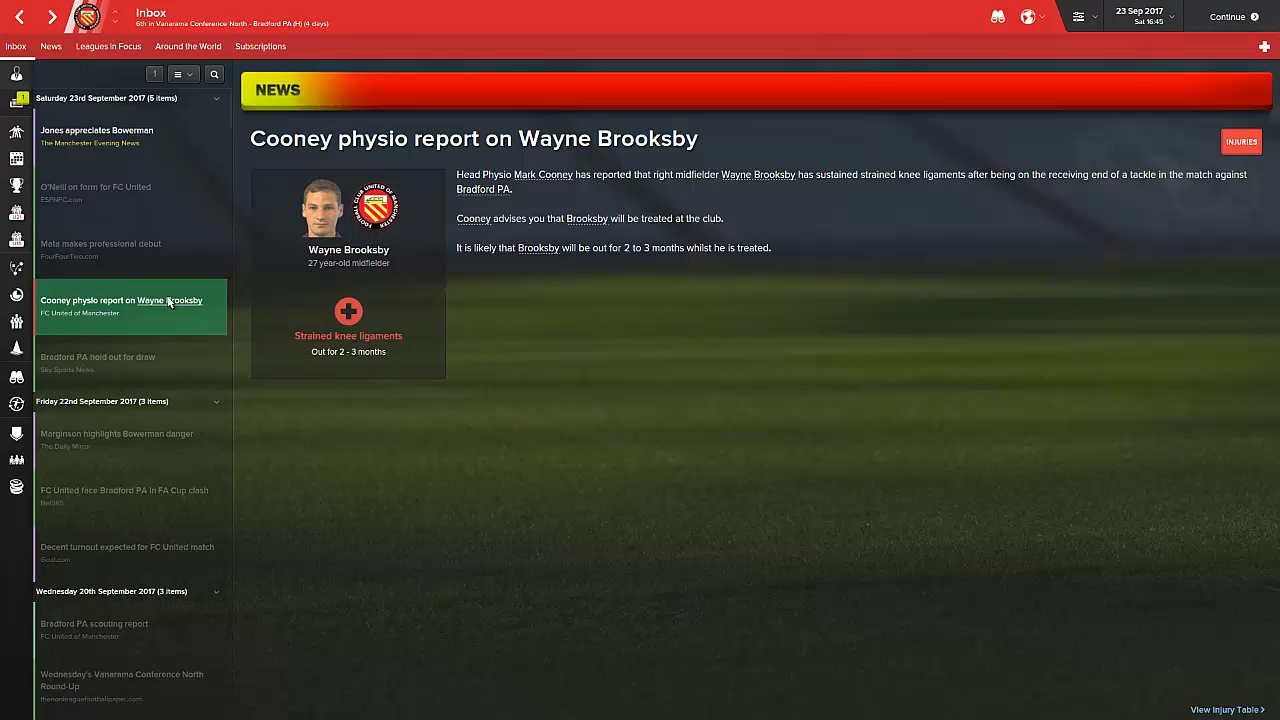 Inbox
6th in Vanarama Conference North - Bradford PA (H) (4 days)
23 Sep 2017
Sat 16:45
Continue
Inbox
News
Leagues in Focus
Around the World
Subscriptions
1
1
Saturday 23rd September 2017 (5 items)
Jones appreciates Bowerman
The Manchester Evening News
O'Neill on form for FC United
ESPNFC.com
Mata makes professional debut
FourFourTwo.com
Cooney physio report on Wayne Brooksby
FC United of Manchester
Bradford PA hold out for draw
Sky Sports News
Friday 22nd September 2017 (3 items)
Marginson highlights Bowerman danger
The Daily Mirror
FC United face Bradford PA in FA Cup clash
Bet365
Decent turnout expected for FC United match
Goal.com
Wednesday 20th September 2017 (3 items)
Bradford PA scouting report
FC United of Manchester
Wednesday's Vanarama Conference North
Round-Up
thenonleaguefootballpaper.com
NEWS
Cooney physio report on Wayne Brooksby
INJURIES
Wayne Brooksby
27 year-old midfielder
Strained knee ligaments
Out for 2 - 3 months
Head Physio Mark Cooney has reported that right midfielder Wayne Brooksby has sustained strained knee ligaments after being on the receiving end of a tackle in the match against
Bradford PA.
Cooney advises you that Brooksby will be treated at the club.
It is likely that Brooksby will be out for 2 to 3 months whilst he is treated.
View Injury Table >